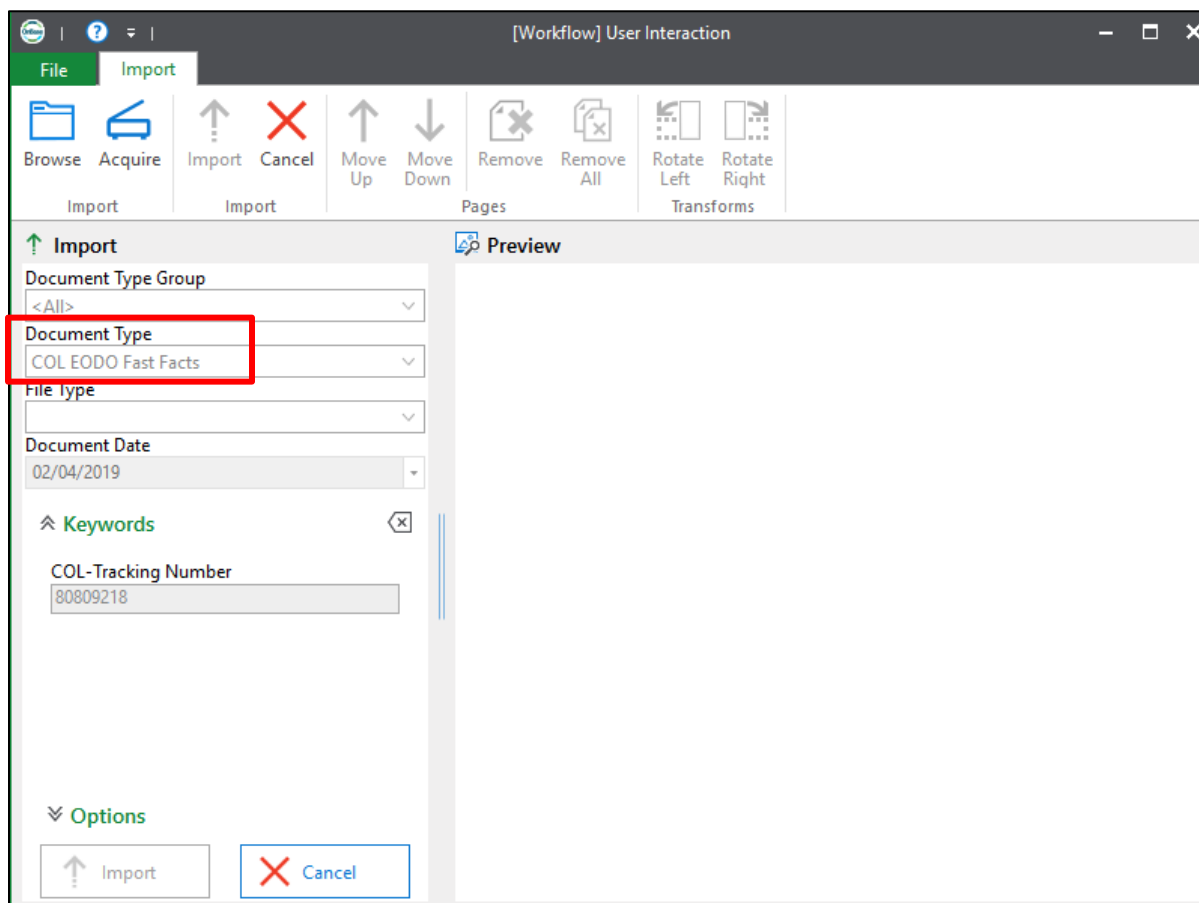 [Workflow] User Interaction
File Import
Browse Acquire Import Cancel Move Up Move Down Remove Remove All Rotate Left Rotate Right
Import Import Pages Transforms
Import
Preview
Document Type Group
<All>
Document Type
COL EODO Fast Facts
File Type
Document Date
02/04/2019
Keywords
COL-Tracking Number
80809218
Options
Import Cancel